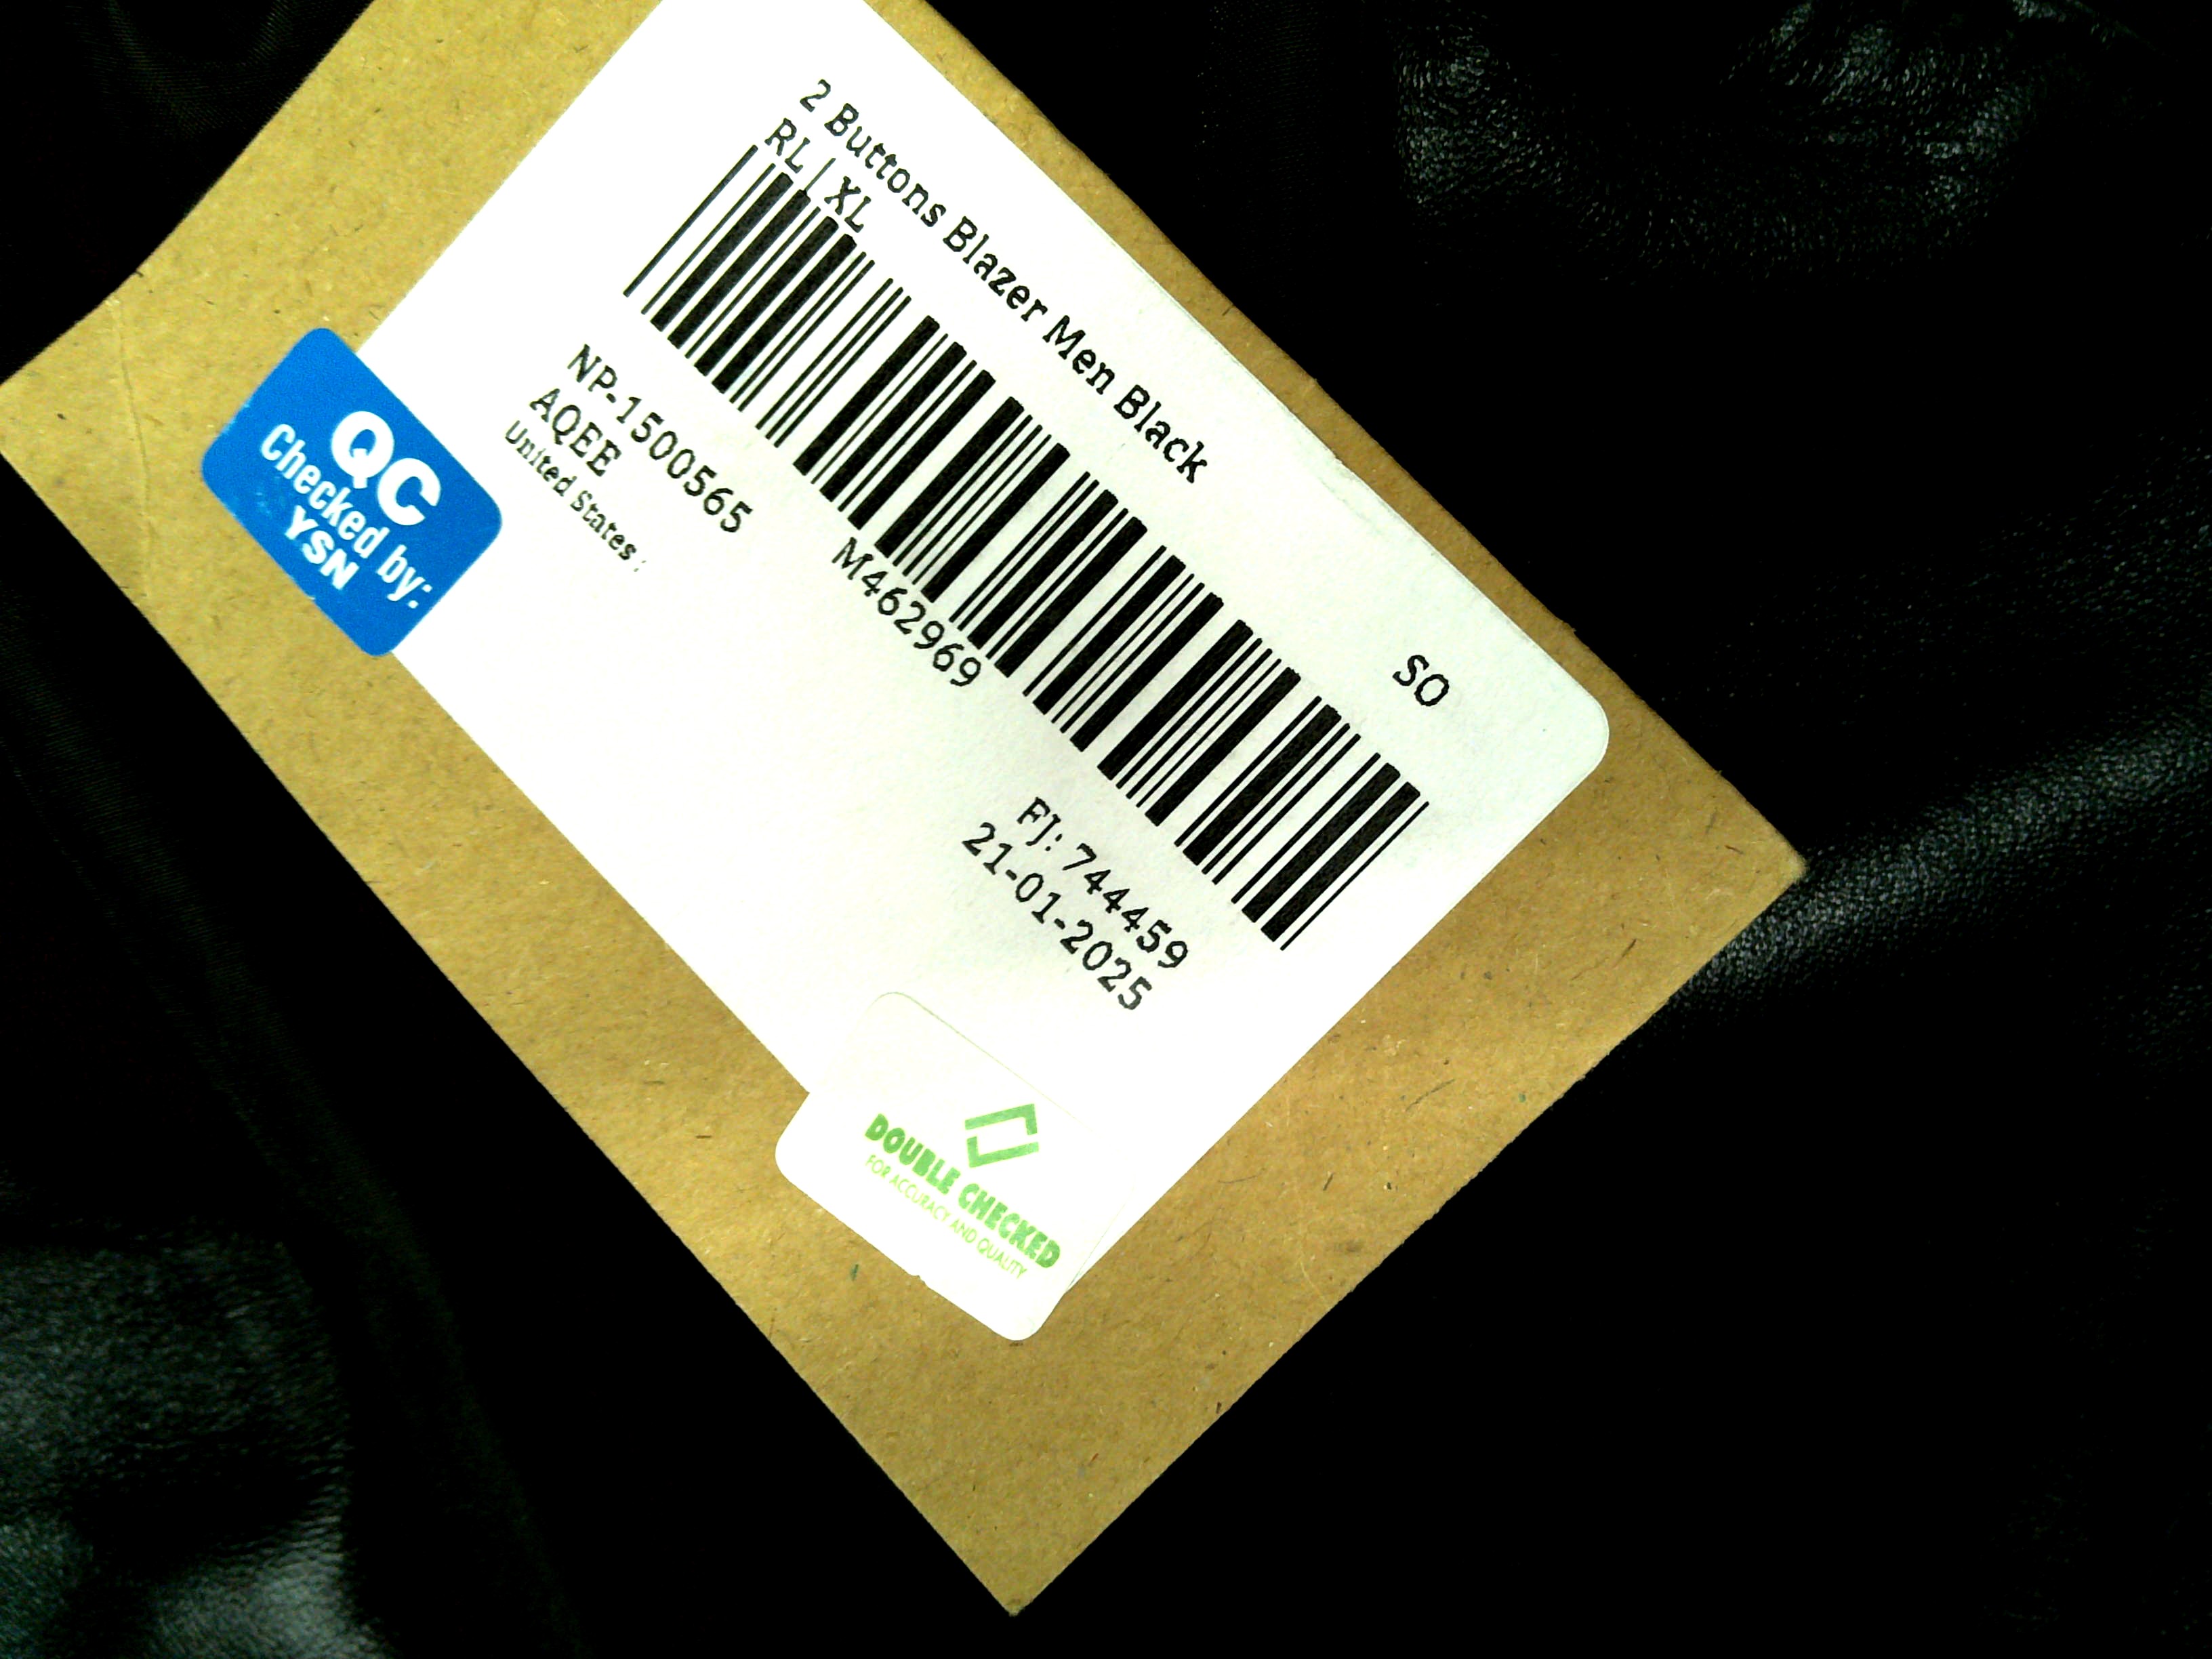 2 Buttons Blazer Men Black
RL | XL
SO
NP-1500565
AQEE
United States
M462969
FJ: 744459
21-01-2025
QC
Checked by:
YSN
DOUBLE CHECKED
FOR ACCURACY AND QUALITY